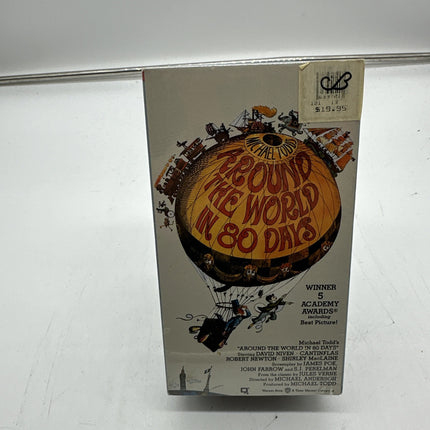 $19.95
MICHAEL TODD'S
AROUND
THE WORLD
IN 80 DAYS
WINNER
5
ACADEMY
AWARDS®
including
Best Picture!
Michael Todd's
"AROUND THE WORLD IN 80 DAYS"
Starring DAVID NIVEN · CANTINFLAS
ROBERT NEWTON · SHIRLEY MacLAINE
Screenplay by JAMES POE,
JOHN FARROW and S.J. PERELMAN
From the classic by JULES VERNE
Directed by MICHAEL ANDERSON
Produced by MICHAEL TODD